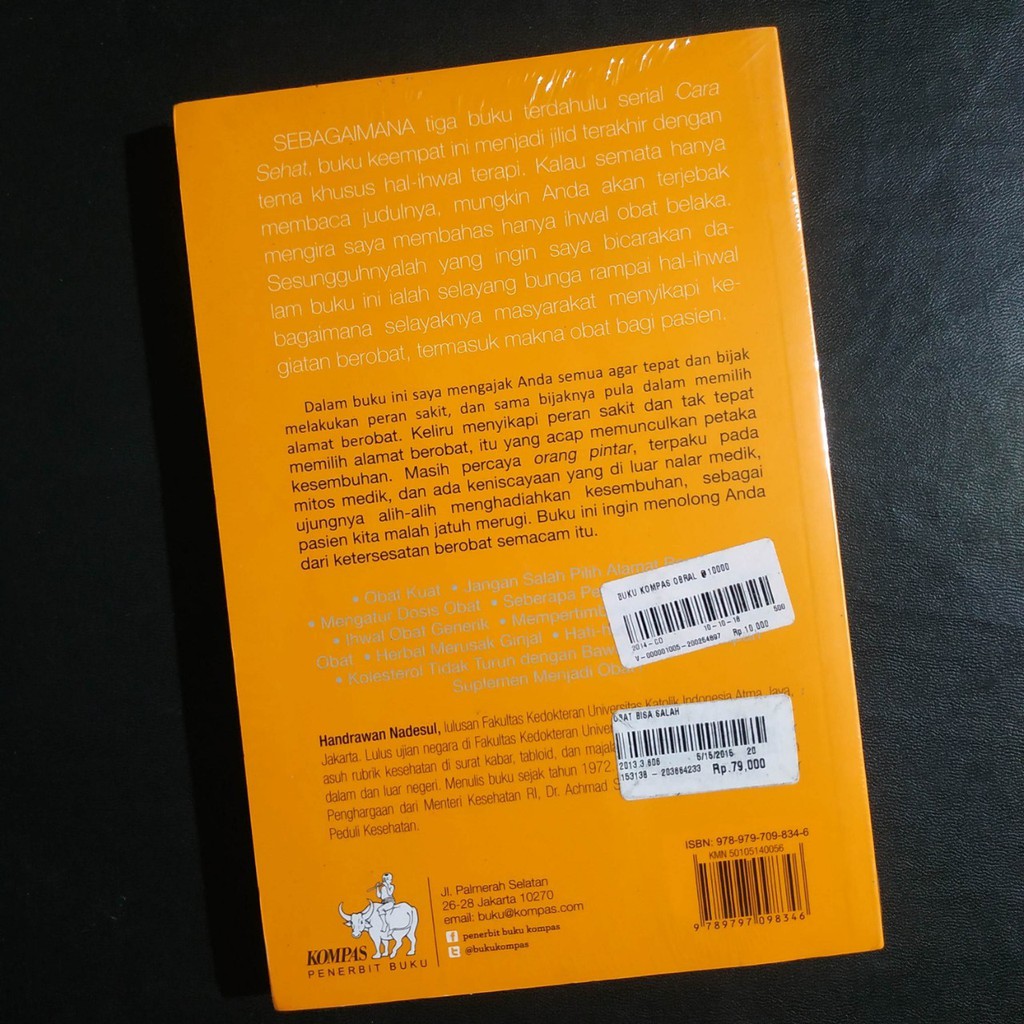 SEBAGAIMANA tiga buku terdahulu serial Cara
Sehat, buku keempat ini menjadi jilid terakhir dengan
tema khusus hal-ihwal terapi. Kalau semata hanya
membaca judulnya, mungkin Anda akan terjebak
mengira saya membahas hanya ihwal obat belaka.
Sesungguhnyalah yang ingin saya bicarakan da-
lam buku ini ialah selayang bunga rampai hal-ihwal
bagaimana selayaknya masyarakat menyikapi ke-
giatan berobat, termasuk makna obat bagi pasien.
Dalam buku ini saya mengajak Anda semua agar tepat dan bijak
melakukan peran sakit, dan sama bijaknya pula dalam memilih
alamat berobat. Keliru menyikapi peran sakit dan tak tepat
memilih alamat berobat, itu yang acap memunculkan petaka
kesembuhan. Masih percaya orang pintar, terpaku pada
mitos medik, dan ada keniscayaan yang di luar nalar medik,
ujungnya alih-alih menghadiahkan kesembuhan, sebagai
pasien kita malah jatuh merugi. Buku ini ingin menolong Anda
dari ketersesatan berobat semacam itu.
• Obat Kuat • Jangan Salah Pilih Alamat
• Mengatur Dosis Obat • Seberapa
• Ihwal Obat Generik •
Obat • Herbal Merusak Ginjal •
• Kolesterol Tidak Turun dengan
Suplemen Menjadi
BUKU KOMPAS OBRAL @10000
2014-CO 10-10-18 500
V-000001005-200254897 Rp.10,000
Handrawan Nadesul, lulusan Fakultas Kedokteran Universitas Katolik Indonesia Atma Jaya,
Jakarta. Lulus ujian negara di Fakultas Kedokteran
asuh rubrik kesehatan di surat kabar, tabloid, dan
dalam dan luar negeri. Menulis buku sejak tahun 1972
Penghargaan dari Menteri Kesehatan RI, Dr. Achmad
Peduli Kesehatan.
OBAT BISA SALAH
2013.3.606 5/15/2015 20
153138 - 203664233 Rp.79,000
ISBN: 978-979-709-834-6
KMN 50105140056
9 789797 098346
Jl. Palmerah Selatan
26-28 Jakarta 10270
email: buku@kompas.com
penerbit buku kompas
@bukukompas
KOMPAS
PENERBIT BUKU